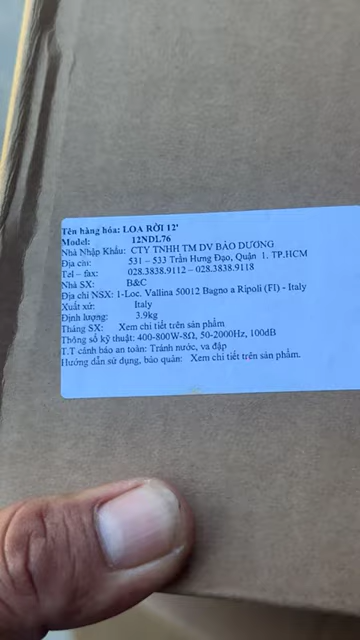 Tên hàng hóa: LOA RỜI 12'
Model: 12NDL76
Nhà Nhập Khẩu: CTY TNHH TM DV BẢO DƯƠNG
Địa chỉ: 531 – 533 Trần Hưng Đạo, Quận 1. TP.HCM
Tel – fax: 028.3838.9112 – 028.3838.9118
Nhà SX: B&C
Địa chỉ NSX: 1-Loc. Vallina 50012 Bagno a Ripoli (FI) - Italy
Xuất xứ: Italy
Định lượng: 3.9kg
Tháng SX: Xem chi tiết trên sản phẩm
Thông số kỹ thuật: 400-800W-8Ω, 50-2000Hz, 100dB
T.T cảnh báo an toàn: Tránh nước, va đập
Hướng dẫn sử dụng, bảo quản: Xem chi tiết trên sản phẩm.